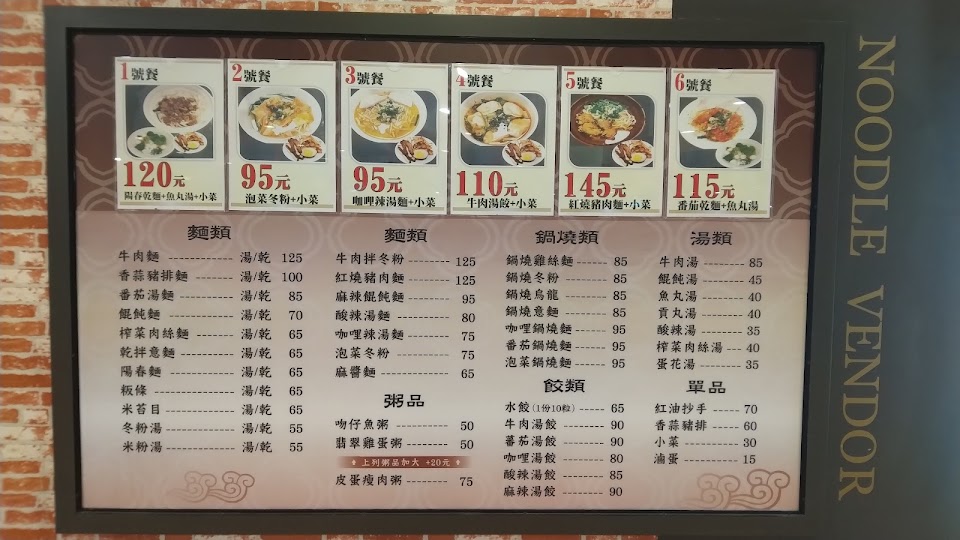 1號餐
120元
陽春乾麵+魚丸湯+小菜
2號餐
95元
泡菜冬粉+小菜
3號餐
95元
咖哩辣湯麵+小菜
4號餐
110元
牛肉湯餃+小菜
5號餐
145元
紅燒豬肉麵+小菜
6號餐
115元
番茄乾麵+魚丸湯
麵類
牛肉麵 ------------ 湯/乾 125
香蒜豬排麵 -------- 湯/乾 100
番茄湯麵 ---------- 湯/乾 85
餛飩麵 ------------ 湯/乾 70
榨菜肉絲麵 -------- 湯/乾 65
乾拌意麵 ---------- 湯/乾 65
陽春麵 ------------ 湯/乾 65
粄條 -------------- 湯/乾 65
米苔目 ------------ 湯/乾 65
冬粉湯 ------------ 湯/乾 55
米粉湯 ------------ 湯/乾 55
麵類
牛肉拌冬粉 -------- 125
紅燒豬肉麵 -------- 125
麻辣餛飩麵 -------- 95
酸辣湯麵 ---------- 80
咖哩辣湯麵 -------- 75
泡菜冬粉 ---------- 75
麻醬麵 ------------ 65
粥品
吻仔魚粥 ---------- 50
翡翠雞蛋粥 -------- 50
上列粥品加大 +20元
皮蛋瘦肉粥 -------- 75
鍋燒類
鍋燒雞絲麵 ----- 85
鍋燒冬粉 ------- 85
鍋燒烏龍 ------- 85
鍋燒意麵 ------- 85
咖哩鍋燒麵 ----- 95
番茄鍋燒麵 ----- 95
泡菜鍋燒麵 ----- 95
餃類
水餃(1份10粒) ----- 65
牛肉湯餃 -------- 90
蕃茄湯餃 -------- 90
咖哩湯餃 -------- 80
酸辣湯餃 -------- 85
麻辣湯餃 -------- 90
湯類
牛肉湯 -------- 85
餛飩湯 -------- 45
魚丸湯 -------- 40
貢丸湯 -------- 40
酸辣湯 -------- 35
榨菜肉絲湯 --- 40
蛋花湯 -------- 35
單品
紅油抄手 ------ 70
香蒜豬排 ------ 60
小菜 ---------- 30
滷蛋 ---------- 15
NOODLE VENDOR